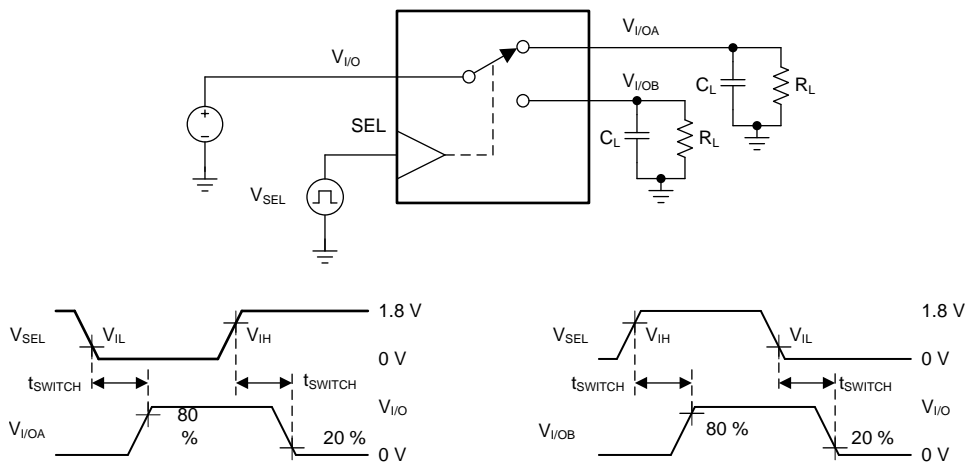 V_I/OA
V_I/O
V_I/OB
C_L
R_L
SEL
C_L
R_L
+
−
V_SEL
1.8 V
V_SEL
V_IL
V_IH
0 V
t_SWITCH
t_SWITCH
V_I/OA
80
%
20 %
V_I/O
0 V
1.8 V
V_SEL
V_IH
V_IL
0 V
t_SWITCH
t_SWITCH
V_I/OB
80 %
20 %
V_I/O
0 V